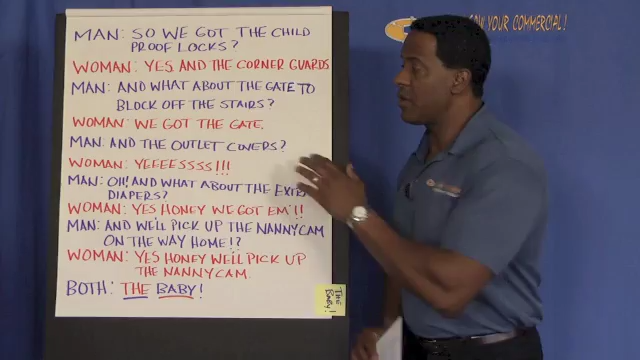 MAN: SO WE GOT THE CHILD
PROOF LOCKS?
WOMAN: YES AND THE CORNER GUARDS
MAN: AND WHAT ABOUT THE GATE TO
BLOCK OFF THE STAIRS?
WOMAN: WE GOT THE GATE.
MAN: AND THE OUTLET COVERS?
WOMAN: YEEEESSSS!!!
MAN: OH! AND WHAT ABOUT THE
DIAPERS?
WOMAN: YES HONEY WE GOT EM'!!
MAN: AND WE'LL PICK UP THE NANNYCAM
ON THE WAY HOME!?
WOMAN: YES HONEY WE'LL PICK UP
THE NANNYCAM.
BOTH: THE BABY!
THE
BABY!
YOUR COMMERCIAL!